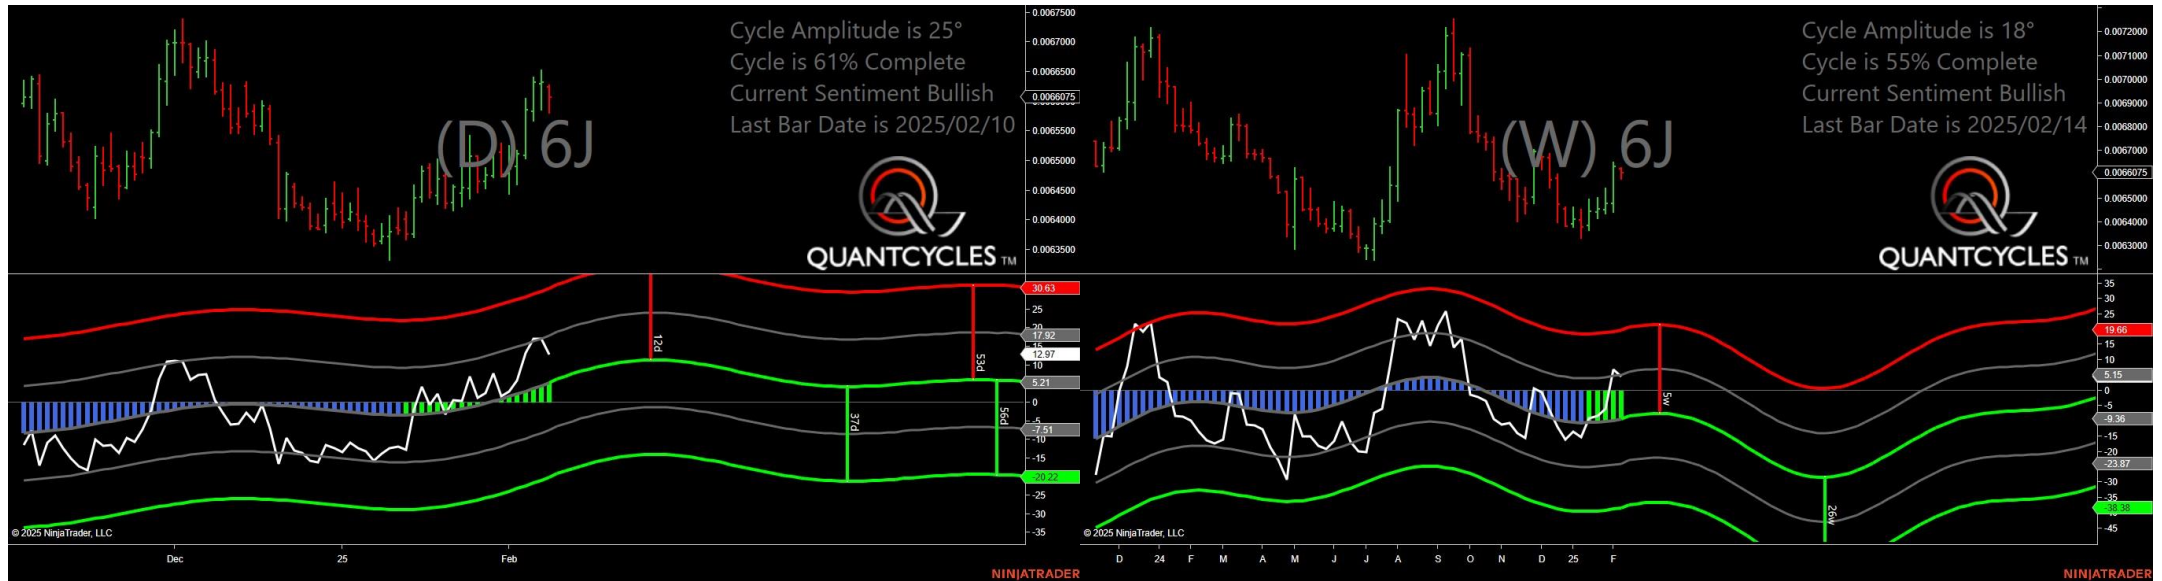 Cycle Amplitude is 25°
Cycle is 61% Complete
Current Sentiment Bullish
Last Bar Date is 2025/02/10
(D) 6J
QUANTCYCLES TM
0.0067500
0.0067000
0.0066500
0.0066075
0.0065500
0.0065000
0.0064500
0.0064000
0.0063500
30.63
25
20
17.92
15
12.97
10
5.21
0
-5
-7.51
-10
-15
-20.22
-25
-30
-35
12d
37d
53d
56d
© 2025 NinjaTrader, LLC
Dec
25
Feb
NINJATRADER
Cycle Amplitude is 18°
Cycle is 55% Complete
Current Sentiment Bullish
Last Bar Date is 2025/02/14
(W) 6J
QUANTCYCLES TM
0.0072000
0.0071000
0.0070000
0.0069000
0.0068000
0.0067000
0.0066075
0.0065000
0.0064000
0.0063000
35
30
25
19.66
15
10
5.15
0
-5
-9.36
-15
-20
-23.87
-30
-35
-38.38
-45
5w
26w
© 2025 NinjaTrader, LLC
D
24
F
M
A
M
J
J
A
S
O
N
D
25
F
NINJATRADER